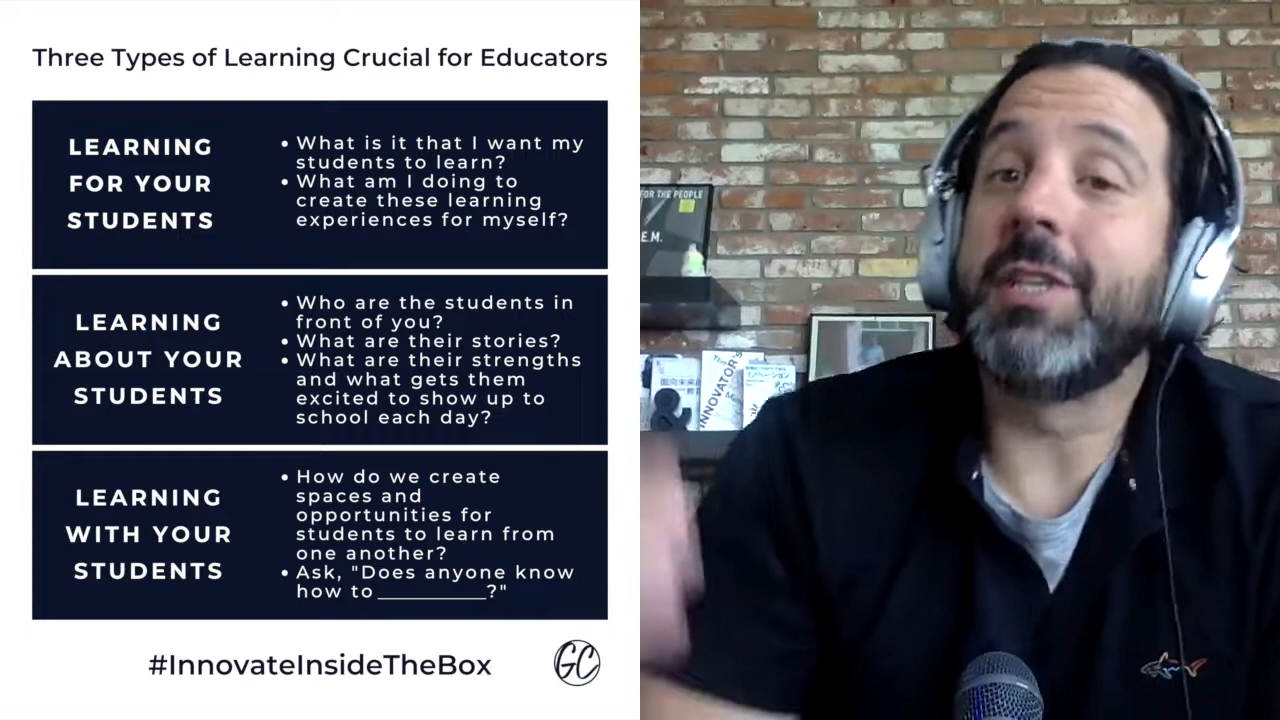 Three Types of Learning Crucial for Educators
LEARNING
FOR YOUR
STUDENTS
• What is it that I want my
students to learn?
• What am I doing to
create these learning
experiences for myself?
LEARNING
ABOUT YOUR
STUDENTS
• Who are the students in
front of you?
• What are their stories?
• What are their strengths
and what gets them
excited to show up to
school each day?
LEARNING
WITH YOUR
STUDENTS
• How do we create
spaces and
opportunities for
students to learn from
one another?
• Ask, "Does anyone know
how to __________?"
#InnovateInsideTheBox
GC
FOR THE PEOPLE
E.M.
The
INNOVATOR'S